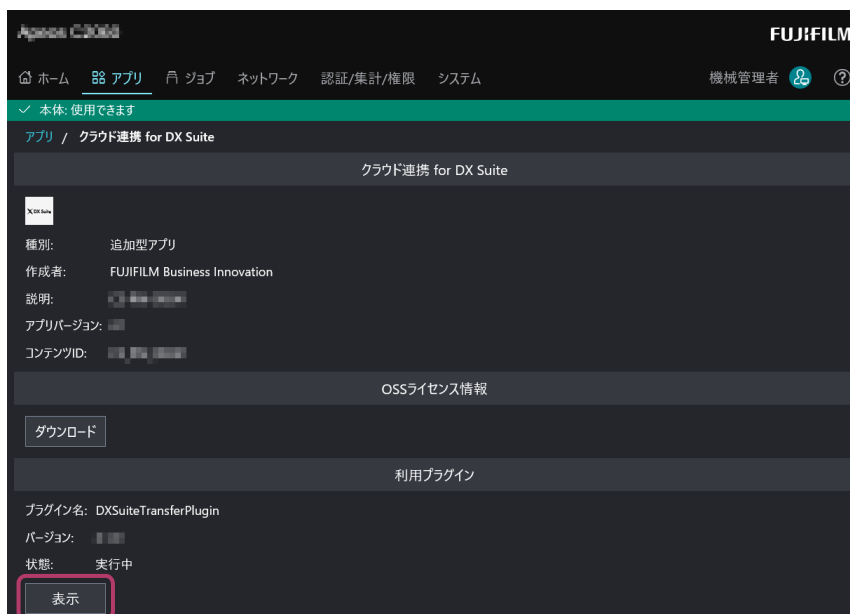 FUJIFILM
ホーム アプリ ジョブ ネットワーク 認証/集計/権限 システム 機械管理者
本体: 使用できます
アプリ / クラウド連携 for DX Suite
クラウド連携 for DX Suite
DX Suite
種別: 追加型アプリ
作成者: FUJIFILM Business Innovation
説明:
アプリバージョン:
コンテンツID:
OSSライセンス情報
ダウンロード
利用プラグイン
プラグイン名: DXSuiteTransferPlugin
バージョン:
状態: 実行中
表示